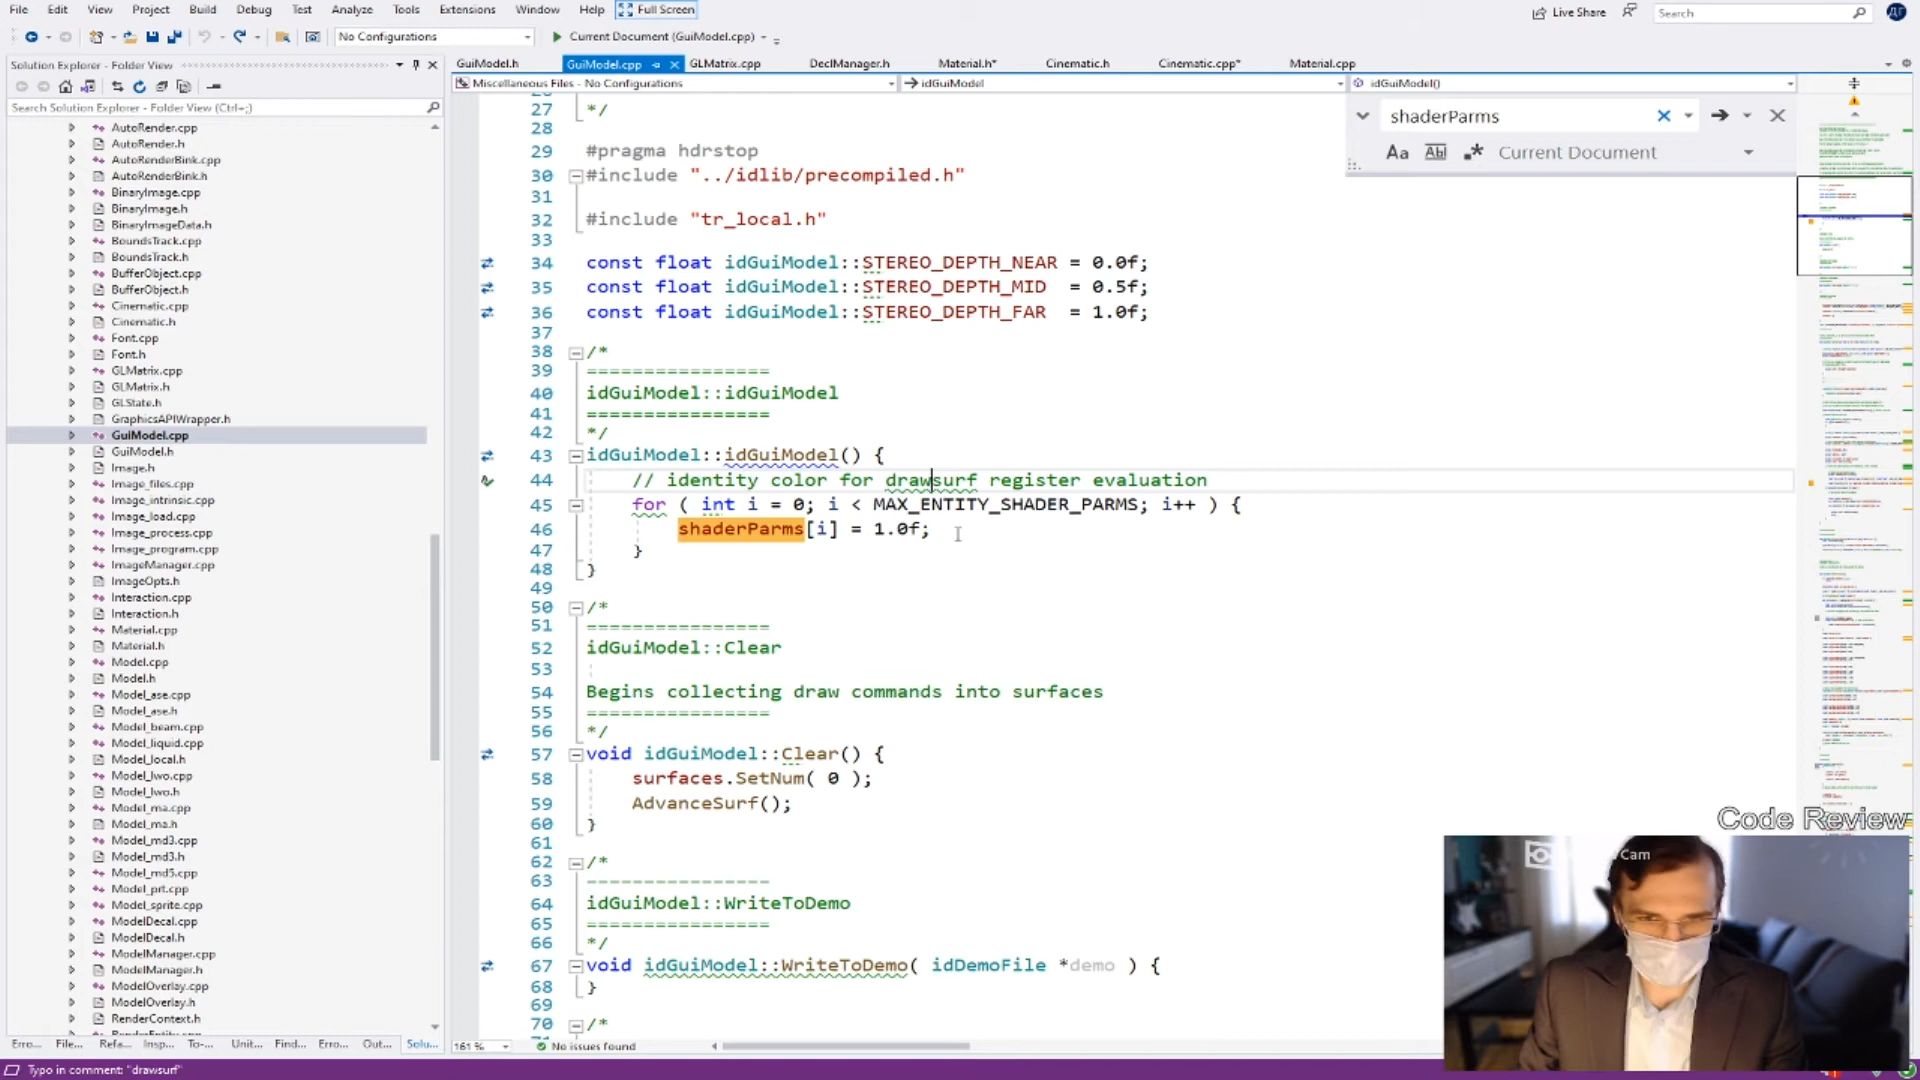 File Edit View Project Build Debug Test Analyze Tools Extensions Window Help Full Screen Live Share Search ДГ
No Configurations Current Document (GuiModel.cpp)
Solution Explorer - Folder View
Search Solution Explorer - Folder View (Ctrl+;)
AutoRender.cpp
AutoRender.h
AutoRenderBink.cpp
AutoRenderBink.h
BinaryImage.cpp
BinaryImage.h
BinaryImageData.h
BoundsTrack.cpp
BoundsTrack.h
BufferObject.cpp
BufferObject.h
Cinematic.cpp
Cinematic.h
Font.cpp
Font.h
GLMatrix.cpp
GLMatrix.h
GLState.h
GraphicsAPIWrapper.h
GuiModel.cpp
GuiModel.h
Image.h
Image_files.cpp
Image_intrinsic.cpp
Image_load.cpp
Image_process.cpp
Image_program.cpp
ImageManager.cpp
ImageOpts.h
Interaction.cpp
Interaction.h
Material.cpp
Material.h
Model.cpp
Model.h
Model_ase.cpp
Model_ase.h
Model_beam.cpp
Model_liquid.cpp
Model_local.h
Model_lwo.cpp
Model_lwo.h
Model_ma.cpp
Model_ma.h
Model_md3.cpp
Model_md3.h
Model_md5.cpp
Model_prt.cpp
Model_sprite.cpp
ModelDecal.cpp
ModelDecal.h
ModelManager.cpp
ModelManager.h
ModelOverlay.cpp
ModelOverlay.h
RenderContext.h
Erro... File... Refa... Insp... To-... Unit... Find... Erro... Out... Solu...
GuiModel.h GuiModel.cpp GLMatrix.cpp DeclManager.h Material.h* Cinematic.h Cinematic.cpp* Material.cpp
Miscellaneous Files - No Configurations idGuiModel idGuiModel()
shaderParms
Aa Abl .* Current Document
27 */
28
29 #pragma hdrstop
30 #include "../idlib/precompiled.h"
31
32 #include "tr_local.h"
33
34 const float idGuiModel::STEREO_DEPTH_NEAR = 0.0f;
35 const float idGuiModel::STEREO_DEPTH_MID = 0.5f;
36 const float idGuiModel::STEREO_DEPTH_FAR = 1.0f;
37
38 /*
39 ================
40 idGuiModel::idGuiModel
41 ================
42 */
43 idGuiModel::idGuiModel() {
44 // identity color for drawsurf register evaluation
45 for ( int i = 0; i < MAX_ENTITY_SHADER_PARMS; i++ ) {
46 shaderParms[i] = 1.0f;
47 }
48 }
49
50 /*
51 ================
52 idGuiModel::Clear
53
54 Begins collecting draw commands into surfaces
55 ================
56 */
57 void idGuiModel::Clear() {
58 surfaces.SetNum( 0 );
59 AdvanceSurf();
60 }
61
62 /*
63 ================
64 idGuiModel::WriteToDemo
65 ================
66 */
67 void idGuiModel::WriteToDemo( idDemoFile *demo ) {
68 }
69
70 /*
161 % No issues found
Code Review
Cam
Typo in comment: "drawsurf"